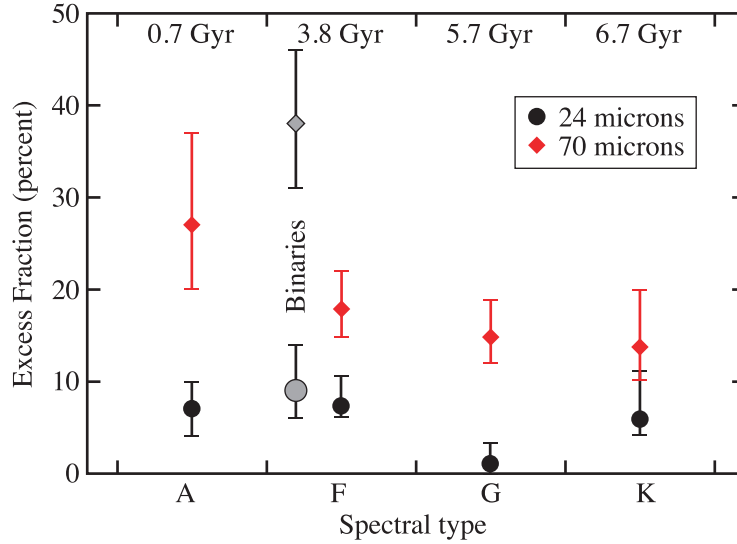 50
40
30
20
10
0
Excess Fraction (percent)
0.7 Gyr 3.8 Gyr 5.7 Gyr 6.7 Gyr
24 microns
70 microns
Binaries
A F G K
Spectral type